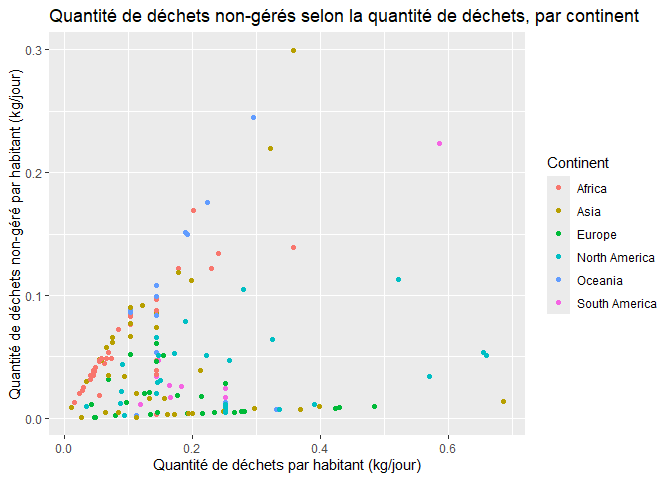 Quantité de déchets non-gérés selon la quantité de déchets, par continent
Quantité de déchets non-géré par habitant (kg/jour)
0.3
0.2
0.1
0.0
0.0 0.2 0.4 0.6
Quantité de déchets par habitant (kg/jour)
Continent
Africa
Asia
Europe
North America
Oceania
South America